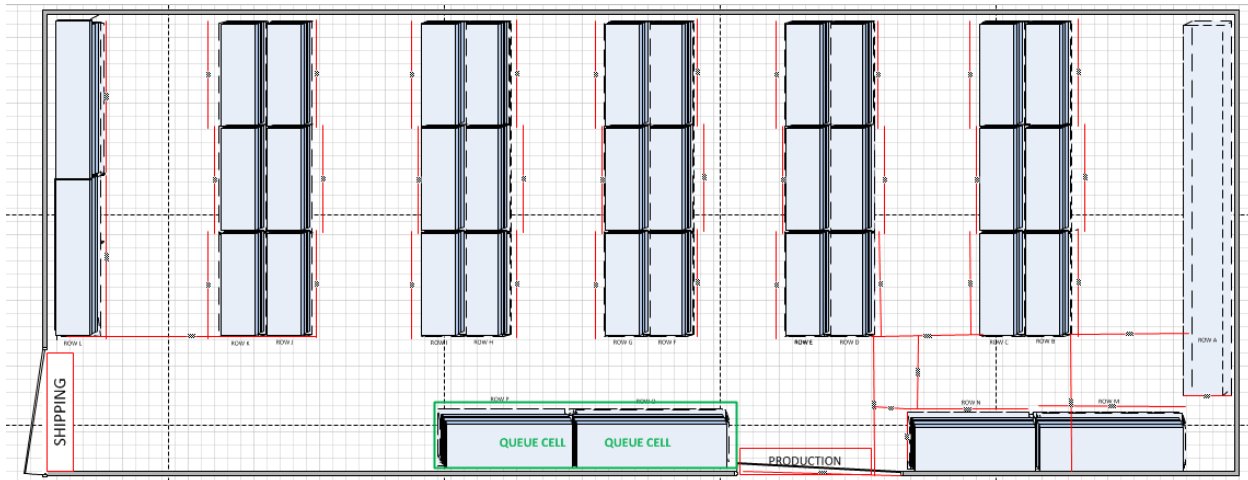 ROW L
ROW K
ROW J
ROW I
ROW H
ROW G
ROW F
ROW E
ROW D
ROW C
ROW B
ROW A
SHIPPING
ROW P
ROW O
ROW N
ROW M
QUEUE CELL
QUEUE CELL
PRODUCTION